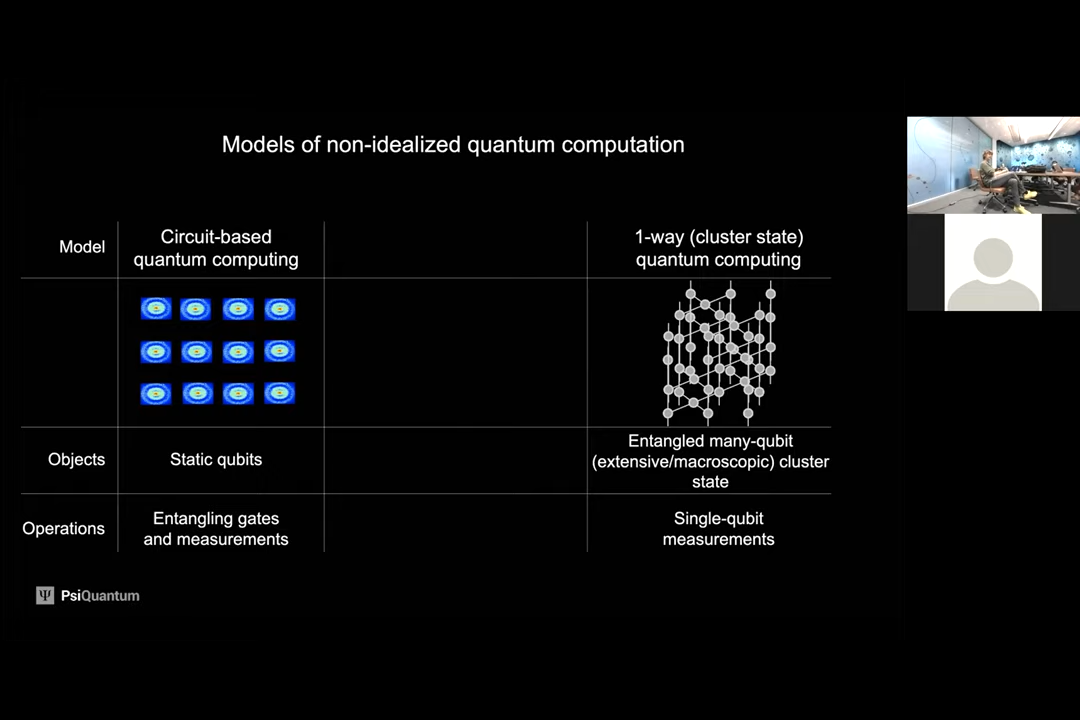 Models of non-idealized quantum computation
Model
Circuit-based
quantum computing
1-way (cluster state)
quantum computing
Objects
Static qubits
Entangled many-qubit
(extensive/macroscopic) cluster
state
Operations
Entangling gates
and measurements
Single-qubit
measurements
Ψ PsiQuantum